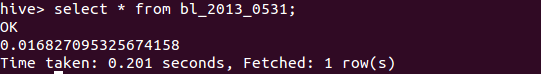 hive> select * from bl_2013_0531;
OK
0.016827095325674158
Time taken: 0.201 seconds, Fetched: 1 row(s)